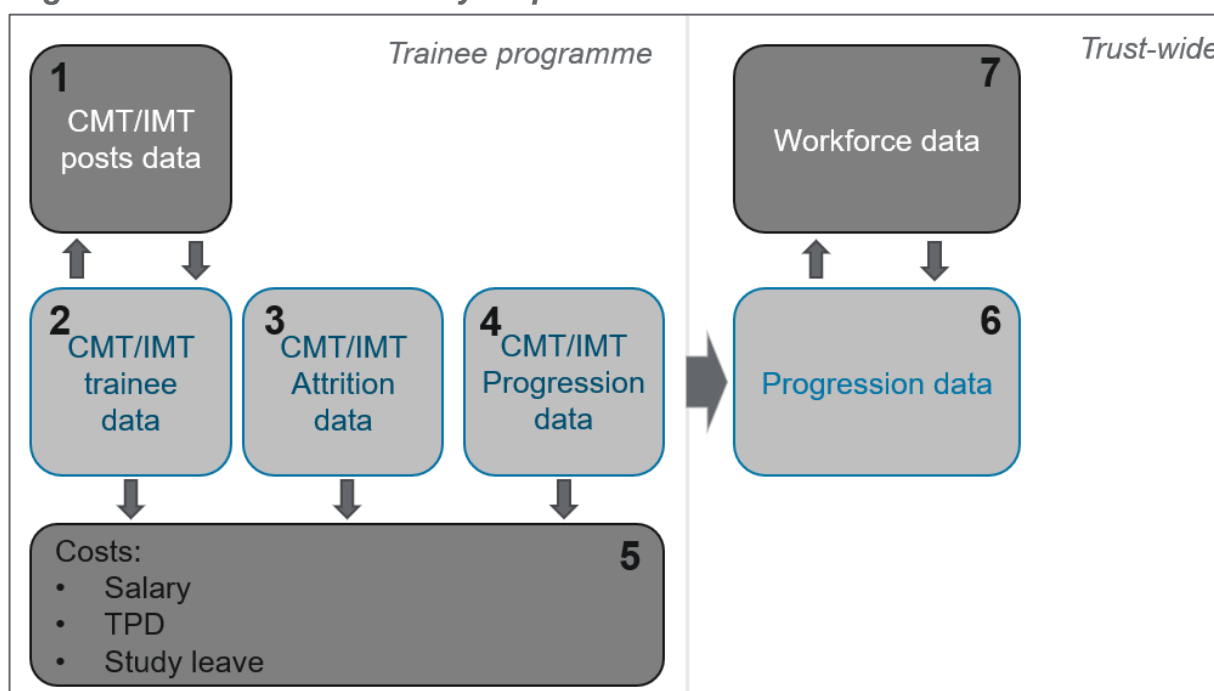 Trainee programme
Trust-wide
1
CMT/IMT
posts data
7
Workforce data
2
CMT/IMT
trainee
data
3
CMT/IMT
Attrition
data
4
CMT/IMT
Progression
data
6
Progression data
Costs:
5
• Salary
• TPD
• Study leave